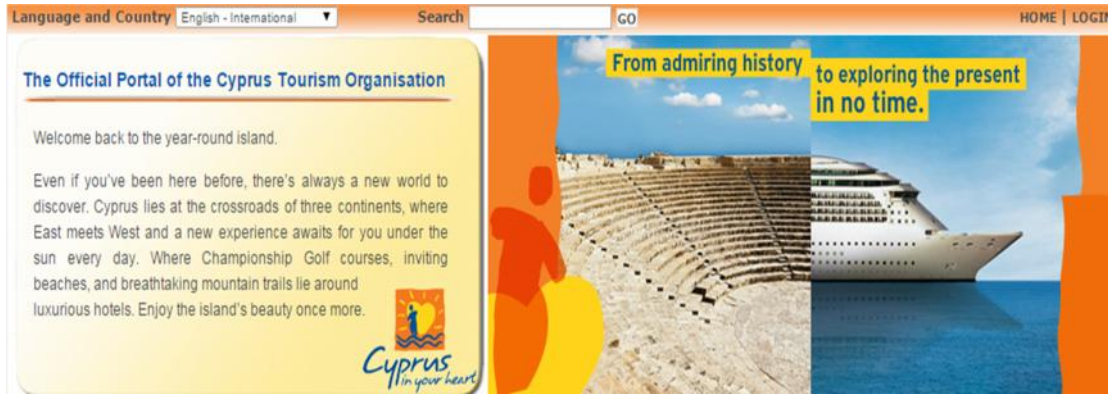 Language and Country English - International Search GO HOME | LOGIN
The Official Portal of the Cyprus Tourism Organisation
Welcome back to the year-round island.
Even if you've been here before, there's always a new world to
discover. Cyprus lies at the crossroads of three continents, where
East meets West and a new experience awaits for you under the
sun every day. Where Championship Golf courses, inviting
beaches, and breathtaking mountain trails lie around
luxurious hotels. Enjoy the island's beauty once more.
Cyprus
in your heart
From admiring history
to exploring the present
in no time.